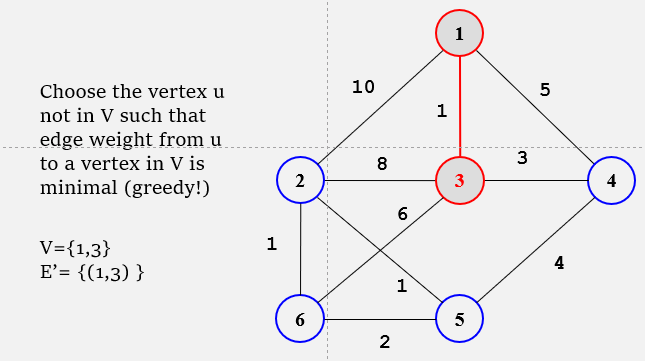 Choose the vertex u
not in V such that
edge weight from u
to a vertex in V is
minimal (greedy!)
V={1,3}
E’= {(1,3) }
1
10
5
1
8
3
2
3
4
6
1
1
4
6
5
2